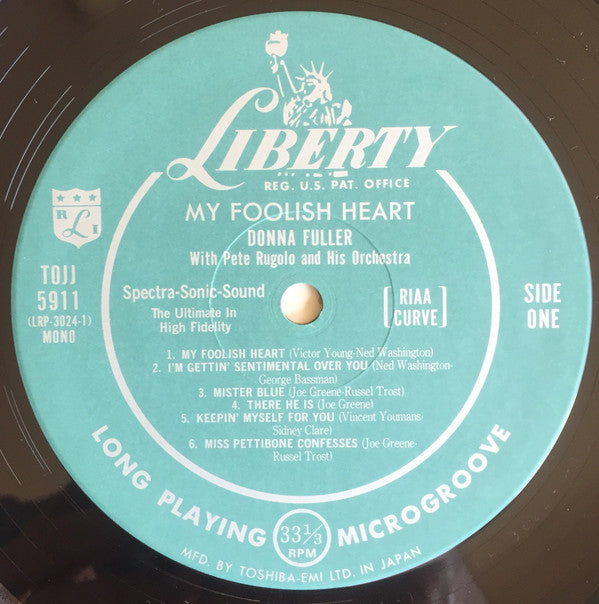 LIBERTY
REG. U.S. PAT. OFFICE
MY FOOLISH HEART
DONNA FULLER
With Pete Rugolo and His Orchestra
R L I
TOJJ
5911
(LRP-3024-1)
MONO
Spectra-Sonic-Sound
The Ultimate In
High Fidelity
[RIAA
CURVE]
SIDE
ONE
1. MY FOOLISH HEART (Victor Young-Ned Washington)
2. I'M GETTIN' SENTIMENTAL OVER YOU (Ned Washington-
George Bassman)
3. MISTER BLUE (Joe Greene-Russel Trost)
4. THERE HE IS (Joe Greene)
5. KEEPIN' MYSELF FOR YOU (Vincent Youmans-
Sidney Clare)
6. MISS PETTIBONE CONFESSES (Joe Greene-
Russel Trost)
LONG PLAYING MICROGROOVE
33 1/3
RPM
MFD. BY TOSHIBA-EMI LTD. IN JAPAN